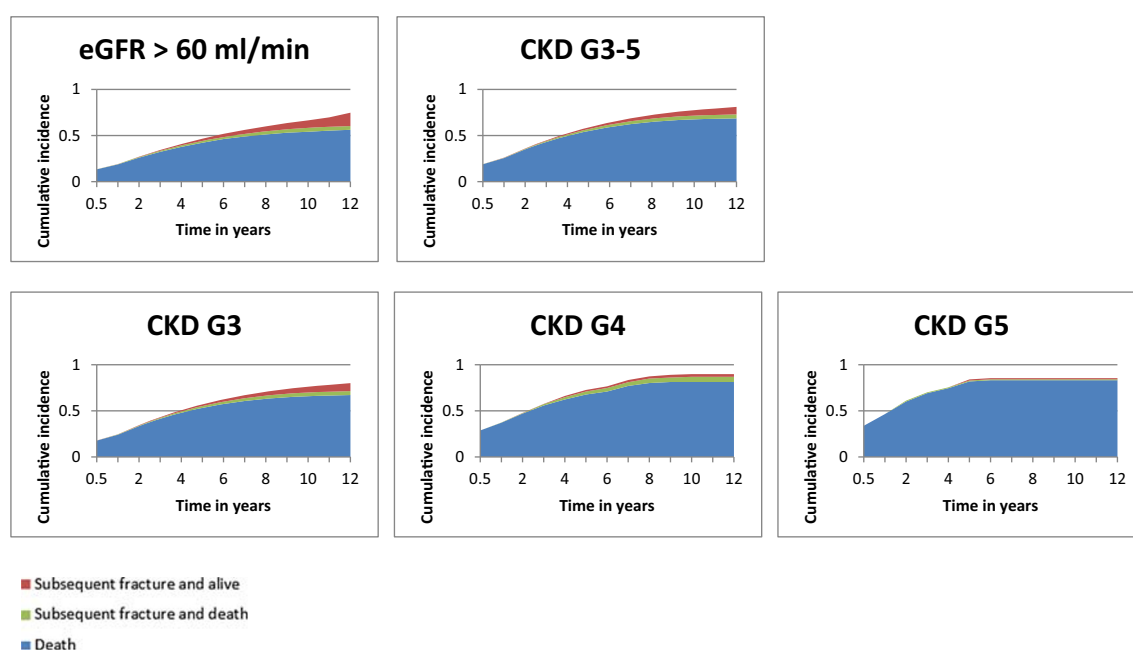 eGFR > 60 ml/min
Cumulative incidence
1
0.5
0
0.5 2 4 6 8 10 12
Time in years
CKD G3-5
Cumulative incidence
1
0.5
0
0.5 2 4 6 8 10 12
Time in years
CKD G3
Cumulative incidence
1
0.5
0
0.5 2 4 6 8 10 12
Time in years
CKD G4
Cumulative incidence
1
0.5
0
0.5 2 4 6 8 10 12
Time in years
CKD G5
Cumulative incidence
1
0.5
0
0.5 2 4 6 8 10 12
Time in years
Subsequent fracture and alive
Subsequent fracture and death
Death